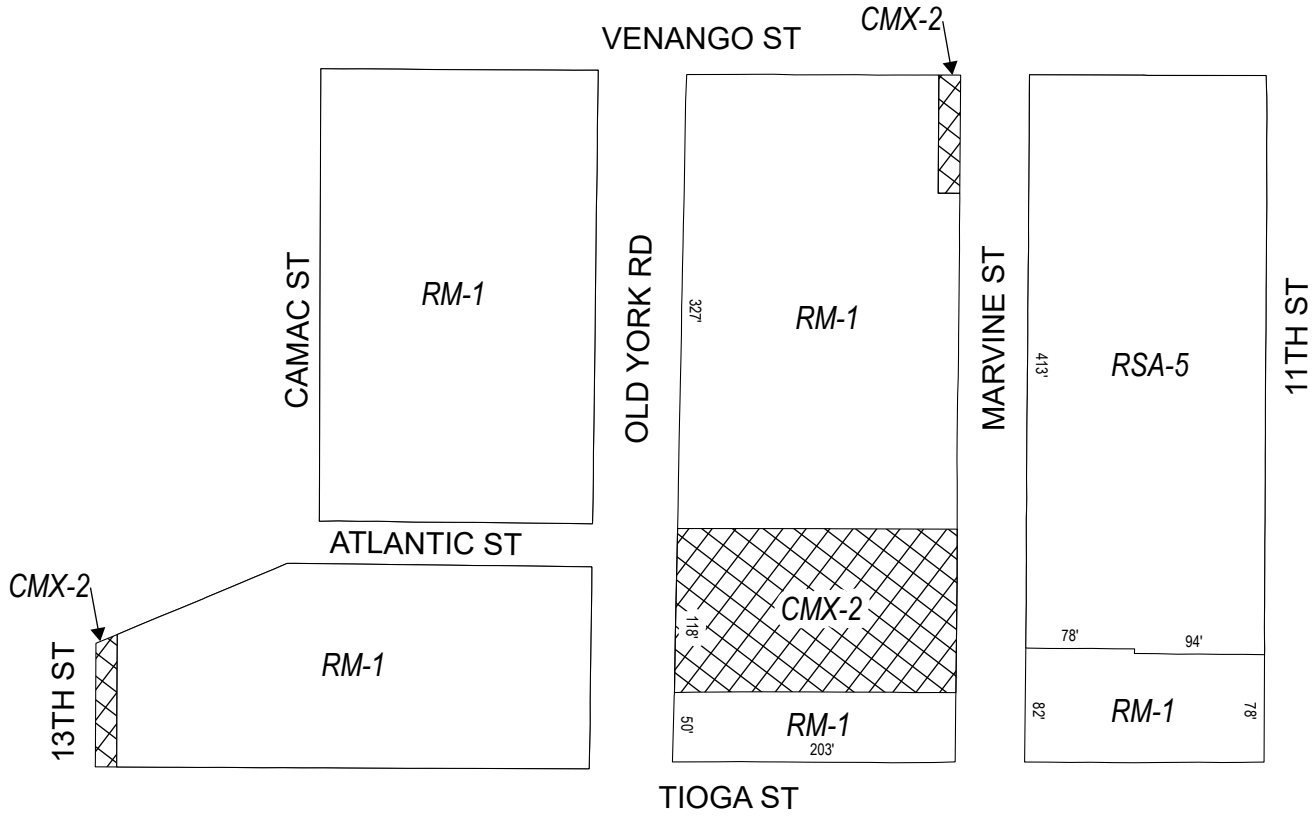 CMX-2
VENANGO ST
CAMAC ST
RM-1
OLD YORK RD
327'
RM-1
MARVINE ST
413'
RSA-5
11TH ST
ATLANTIC ST
CMX-2
13TH ST
RM-1
118'
CMX-2
78'
94'
50'
RM-1
203'
82'
RM-1
78'
TIOGA ST